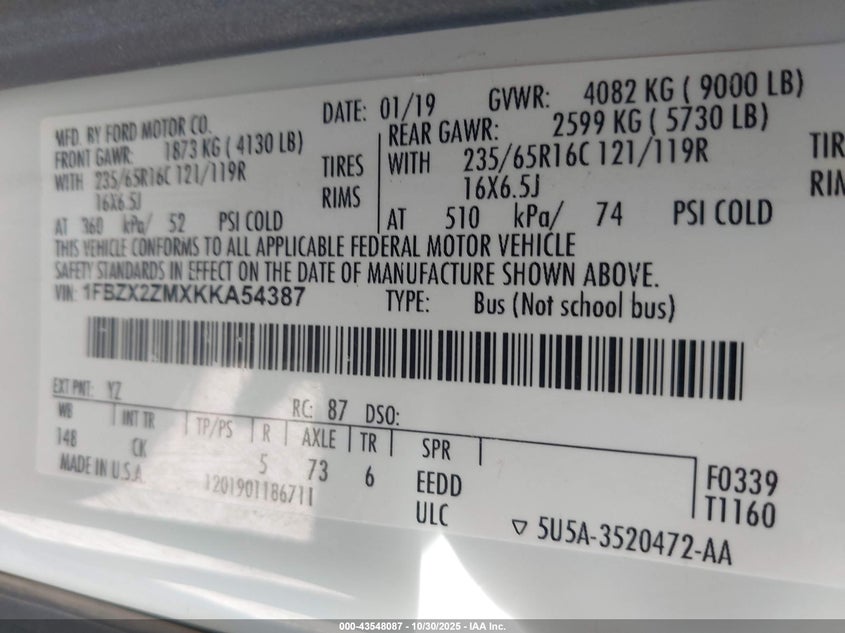 MFD. BY FORD MOTOR CO. DATE: 01/19 GVWR: 4082 KG ( 9000 LB)
FRONT GAWR: 1873 KG ( 4130 LB) REAR GAWR: 2599 KG ( 5730 LB)
WITH 235/65R16C 121/119R TIRES WITH 235/65R16C 121/119R TIR
16X6.5J RIMS 16X6.5J RIM
AT 360 kPa/ 52 PSI COLD AT 510 kPa/ 74 PSI COLD
THIS VEHICLE CONFORMS TO ALL APPLICABLE FEDERAL MOTOR VEHICLE
SAFETY STANDARDS IN EFFECT ON THE DATE OF MANUFACTURE SHOWN ABOVE.
VIN: 1FBZX2ZMXKKA54387 TYPE: Bus (Not school bus)
EXT PNT: YZ RC: 87 DSO:
WB INT TR TP/PS R AXLE TR SPR
148 CK 5 73 6 EEDD F0339
MADE IN U.S.A. 1201901186711 ULC T1160
5U5A-3520472-AA
000-43548087 - 10/30/2025 - IAA Inc.